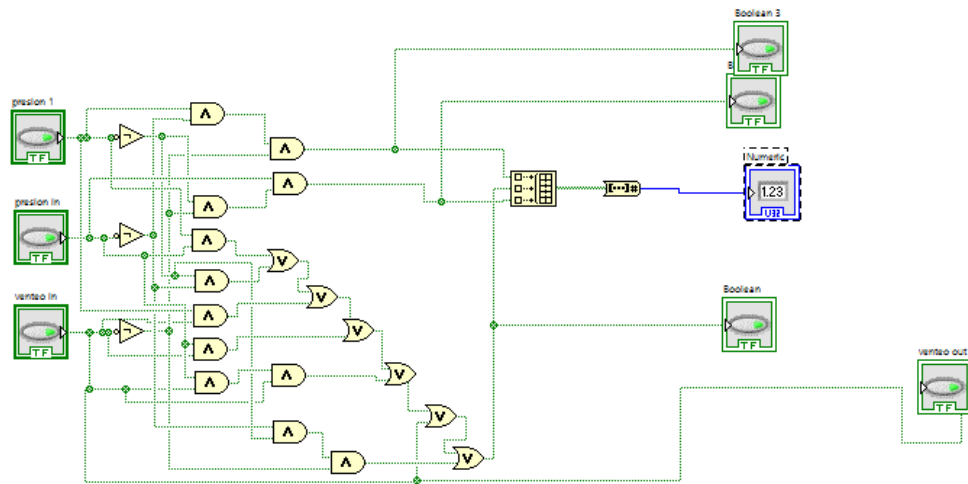 Boolean 3
TF
B
TF
presion 1
TF
Numeric
1.23
U32
[...]#
presion in
TF
venteo in
TF
Boolean
TF
venteo out
TF